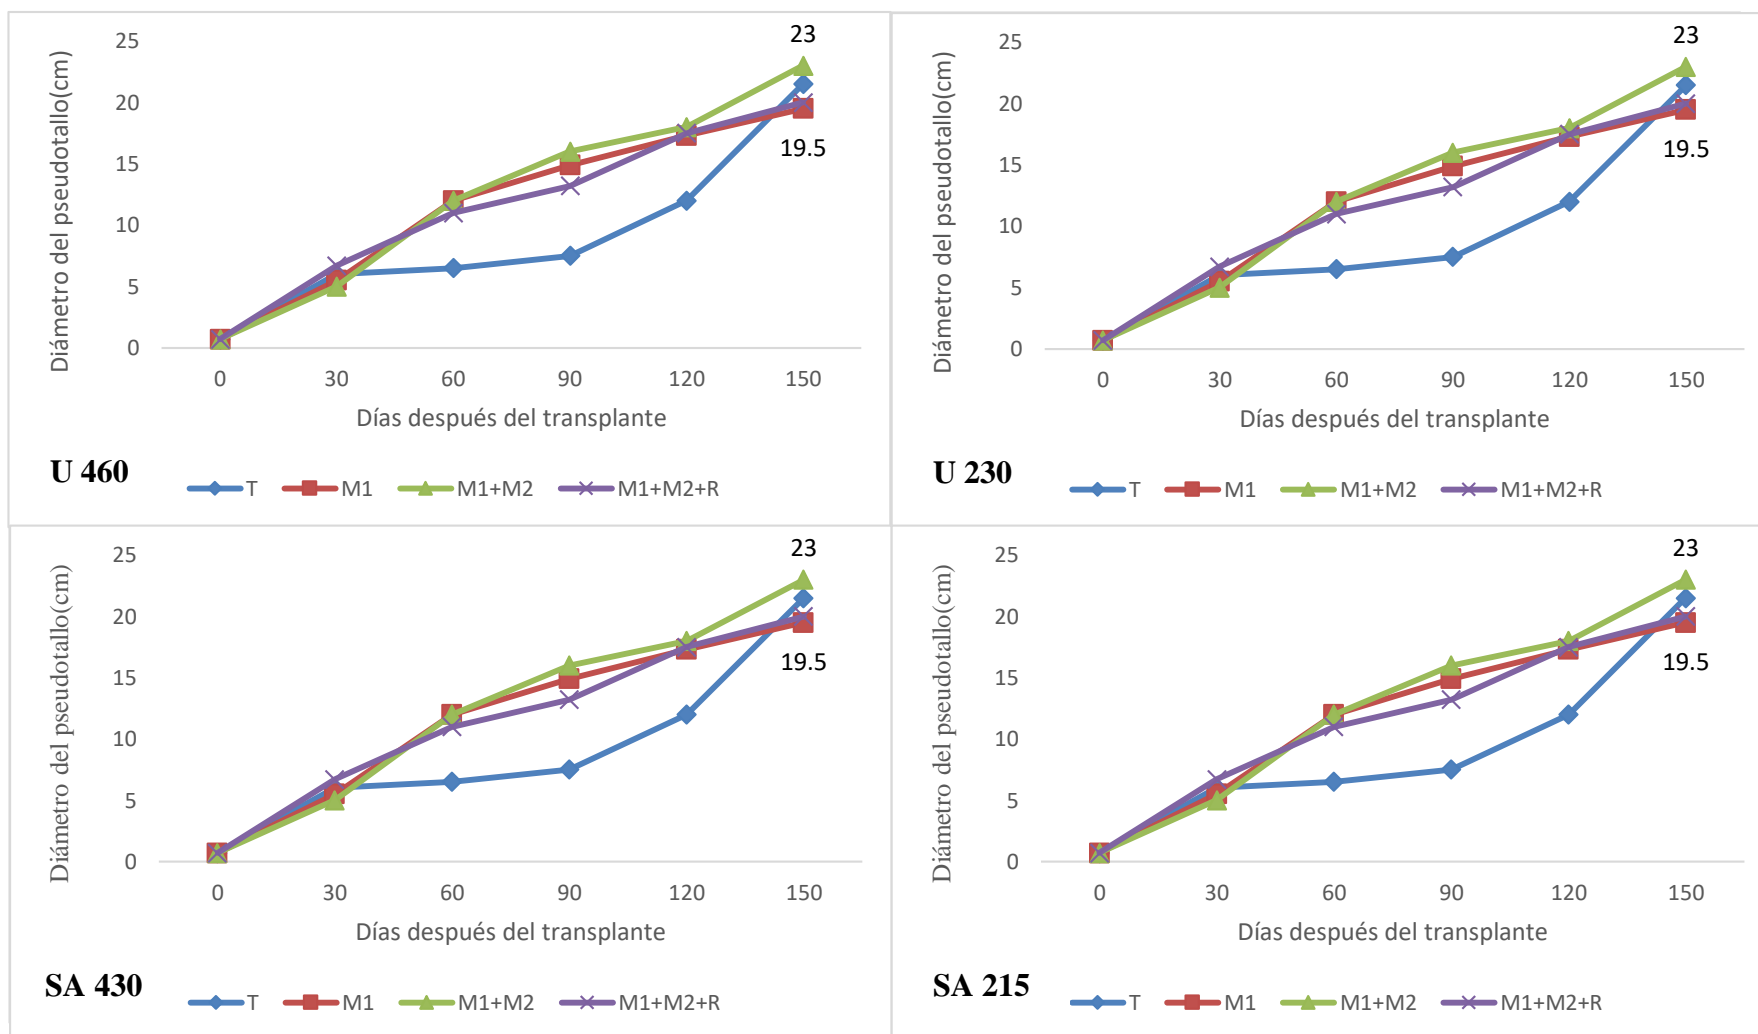 25
20
15
10
5
0
23
19.5
Diámetro del pseudotallo(cm)
0 30 60 90 120 150
Días después del transplante
U 460
T M1 M1+M2 M1+M2+R
25
20
15
10
5
0
23
19.5
Diámetro del pseudotallo(cm)
0 30 60 90 120 150
Días después del transplante
U 230
T M1 M1+M2 M1+M2+R
25
20
15
10
5
0
23
19.5
Diámetro del pseudotallo(cm)
0 30 60 90 120 150
Días después del transplante
SA 430
T M1 M1+M2 M1+M2+R
25
20
15
10
5
0
23
19.5
Diámetro del pseudotallo(cm)
0 30 60 90 120 150
Días después del transplante
SA 215
T M1 M1+M2 M1+M2+R